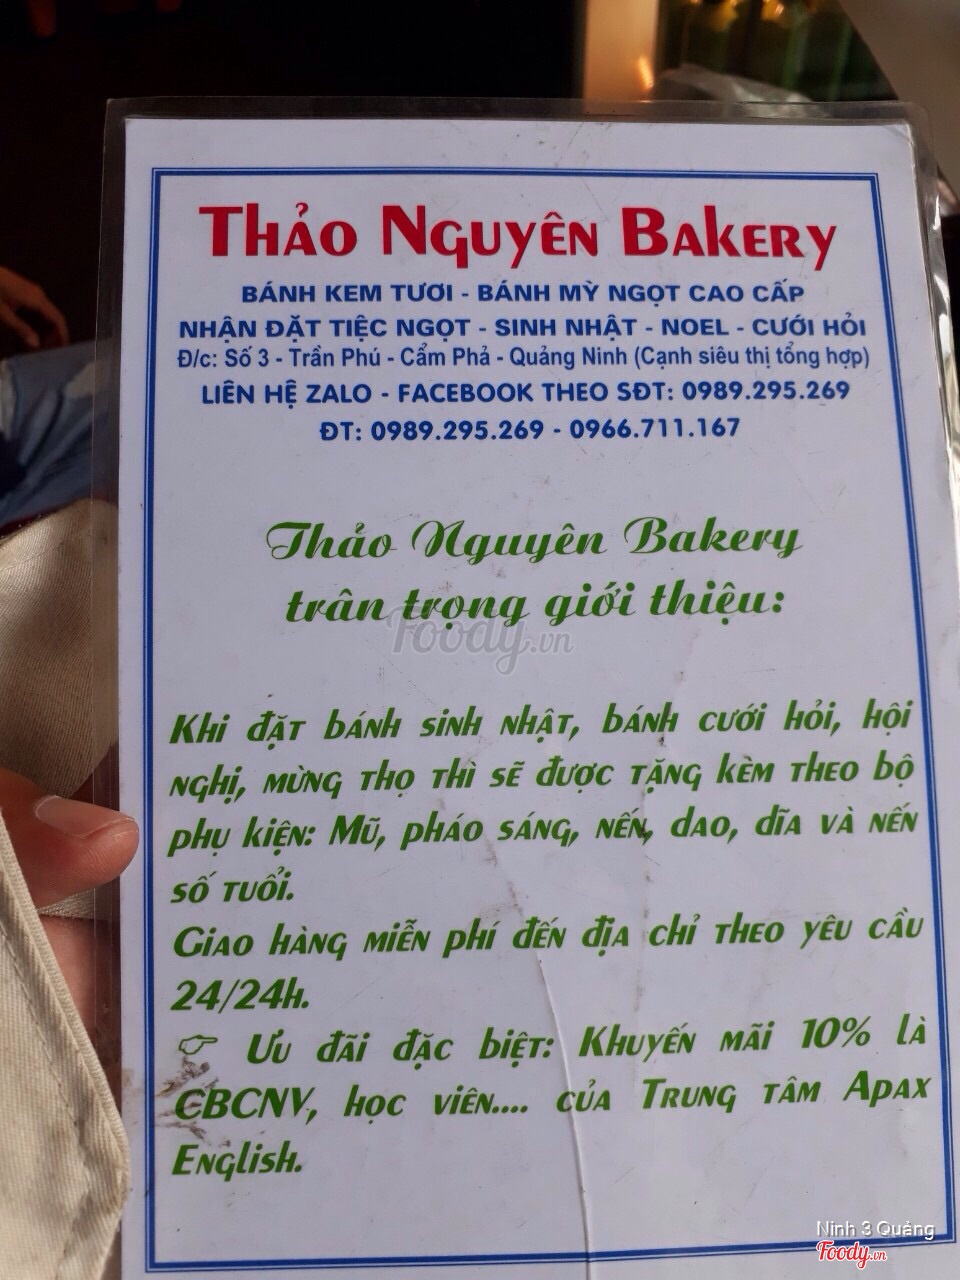 Thảo Nguyên Bakery
BÁNH KEM TƯƠI - BÁNH MỲ NGỌT CAO CẤP
NHẬN ĐẶT TIỆC NGỌT - SINH NHẬT - NOEL - CƯỚI HỎI
Đ/c: Số 3 - Trần Phú - Cẩm Phả - Quảng Ninh (Cạnh siêu thị tổng hợp)
LIÊN HỆ ZALO - FACEBOOK THEO SĐT: 0989.295.269
ĐT: 0989.295.269 - 0966.711.167
Thảo Nguyên Bakery
trân trọng giới thiệu:
Foody.vn
Khi đặt bánh sinh nhật, bánh cưới hỏi, hội
nghị, mừng thọ thì sẽ được tặng kèm theo bộ
phụ kiện: Mũ, pháo sáng, nến, dao, dĩa và nến
số tuổi.
Giao hàng miễn phí đến địa chỉ theo yêu cầu
24/24h.
👉 Ưu đãi đặc biệt: Khuyến mãi 10% là
CBCNV, học viên.... của Trung tâm Apax
English.
Ninh 3 Quảng
Foody.vn